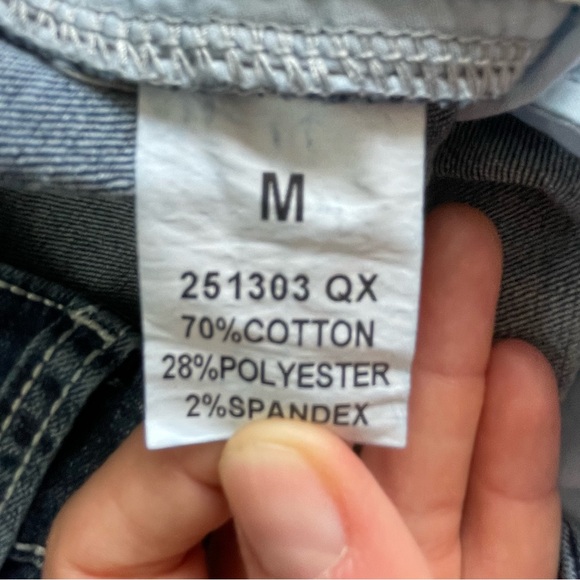 M
251303 QX
70%COTTON
28%POLYESTER
2%SPANDEX